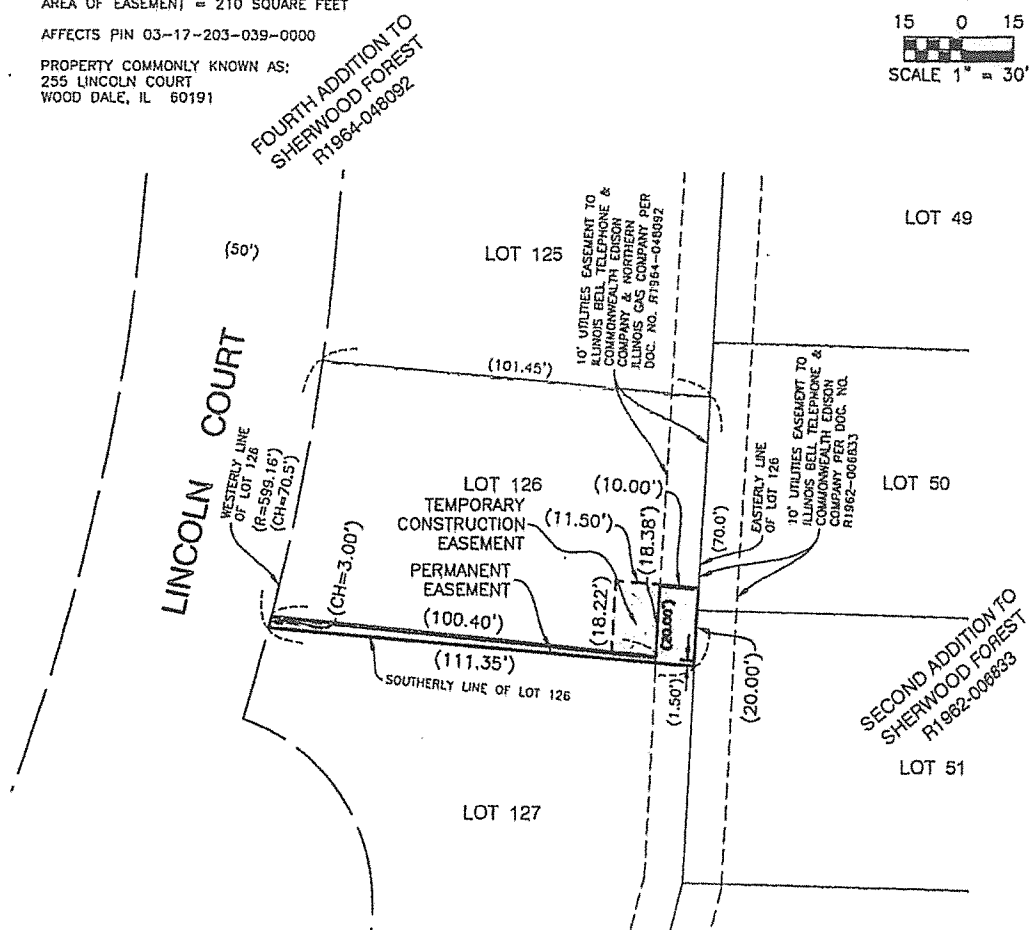 AREA OF EASEMENT = 210 SQUARE FEET
AFFECTS PIN 03-17-203-039-0000
PROPERTY COMMONLY KNOWN AS:
255 LINCOLN COURT
WOOD DALE, IL 60191
15 0 15
SCALE 1" = 30'
FOURTH ADDITION TO
SHERWOOD FOREST
R1964-048092
(50')
LOT 125
10' UTILITIES EASEMENT TO
ILLINOIS BELL TELEPHONE &
COMMONWEALTH EDISON
COMPANY & NORTHERN
ILLINOIS GAS COMPANY PER
DOC. NO. R1964-048092
LOT 49
LINCOLN COURT
(101.45')
WESTERLY LINE
OF LOT 126
(R=599.16')
(CH=70.5')
LOT 126
(10.00')
TEMPORARY
CONSTRUCTION
EASEMENT
(11.50')
(18.38')
(70.0')
EASTERLY LINE
OF LOT 126
10' UTILITIES EASEMENT TO
ILLINOIS BELL TELEPHONE &
COMMONWEALTH EDISON
COMPANY PER DOC. NO.
R1962-006833
LOT 50
PERMANENT
EASEMENT
(CH=3.00')
(100.40')
(18.22')
(20.00')
(111.35')
SOUTHERLY LINE OF LOT 126
(1.50')
(20.00')
SECOND ADDITION TO
SHERWOOD FOREST
R1962-006833
LOT 51
LOT 127